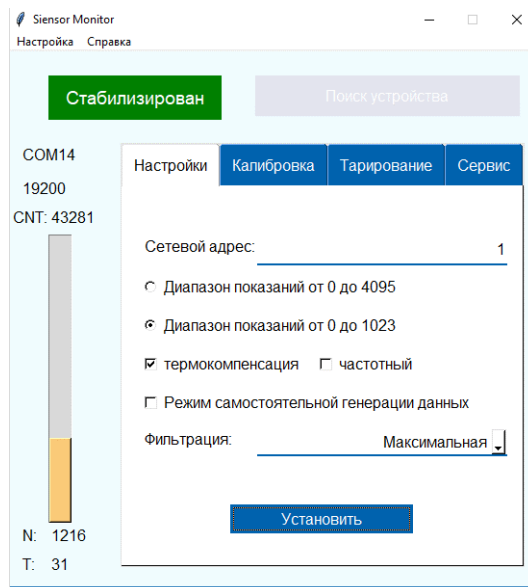 Siensor Monitor
Настройка Справка
Стабилизирован
Поиск устройства
COM14
19200
CNT: 43281
Настройки Калибровка Тарирование Сервис
Сетевой адрес: 1
Диапазон показаний от 0 до 4095
Диапазон показаний от 0 до 1023
термокомпенсация частотный
Режим самостоятельной генерации данных
Фильтрация: Максимальная
Установить
N: 1216
T: 31